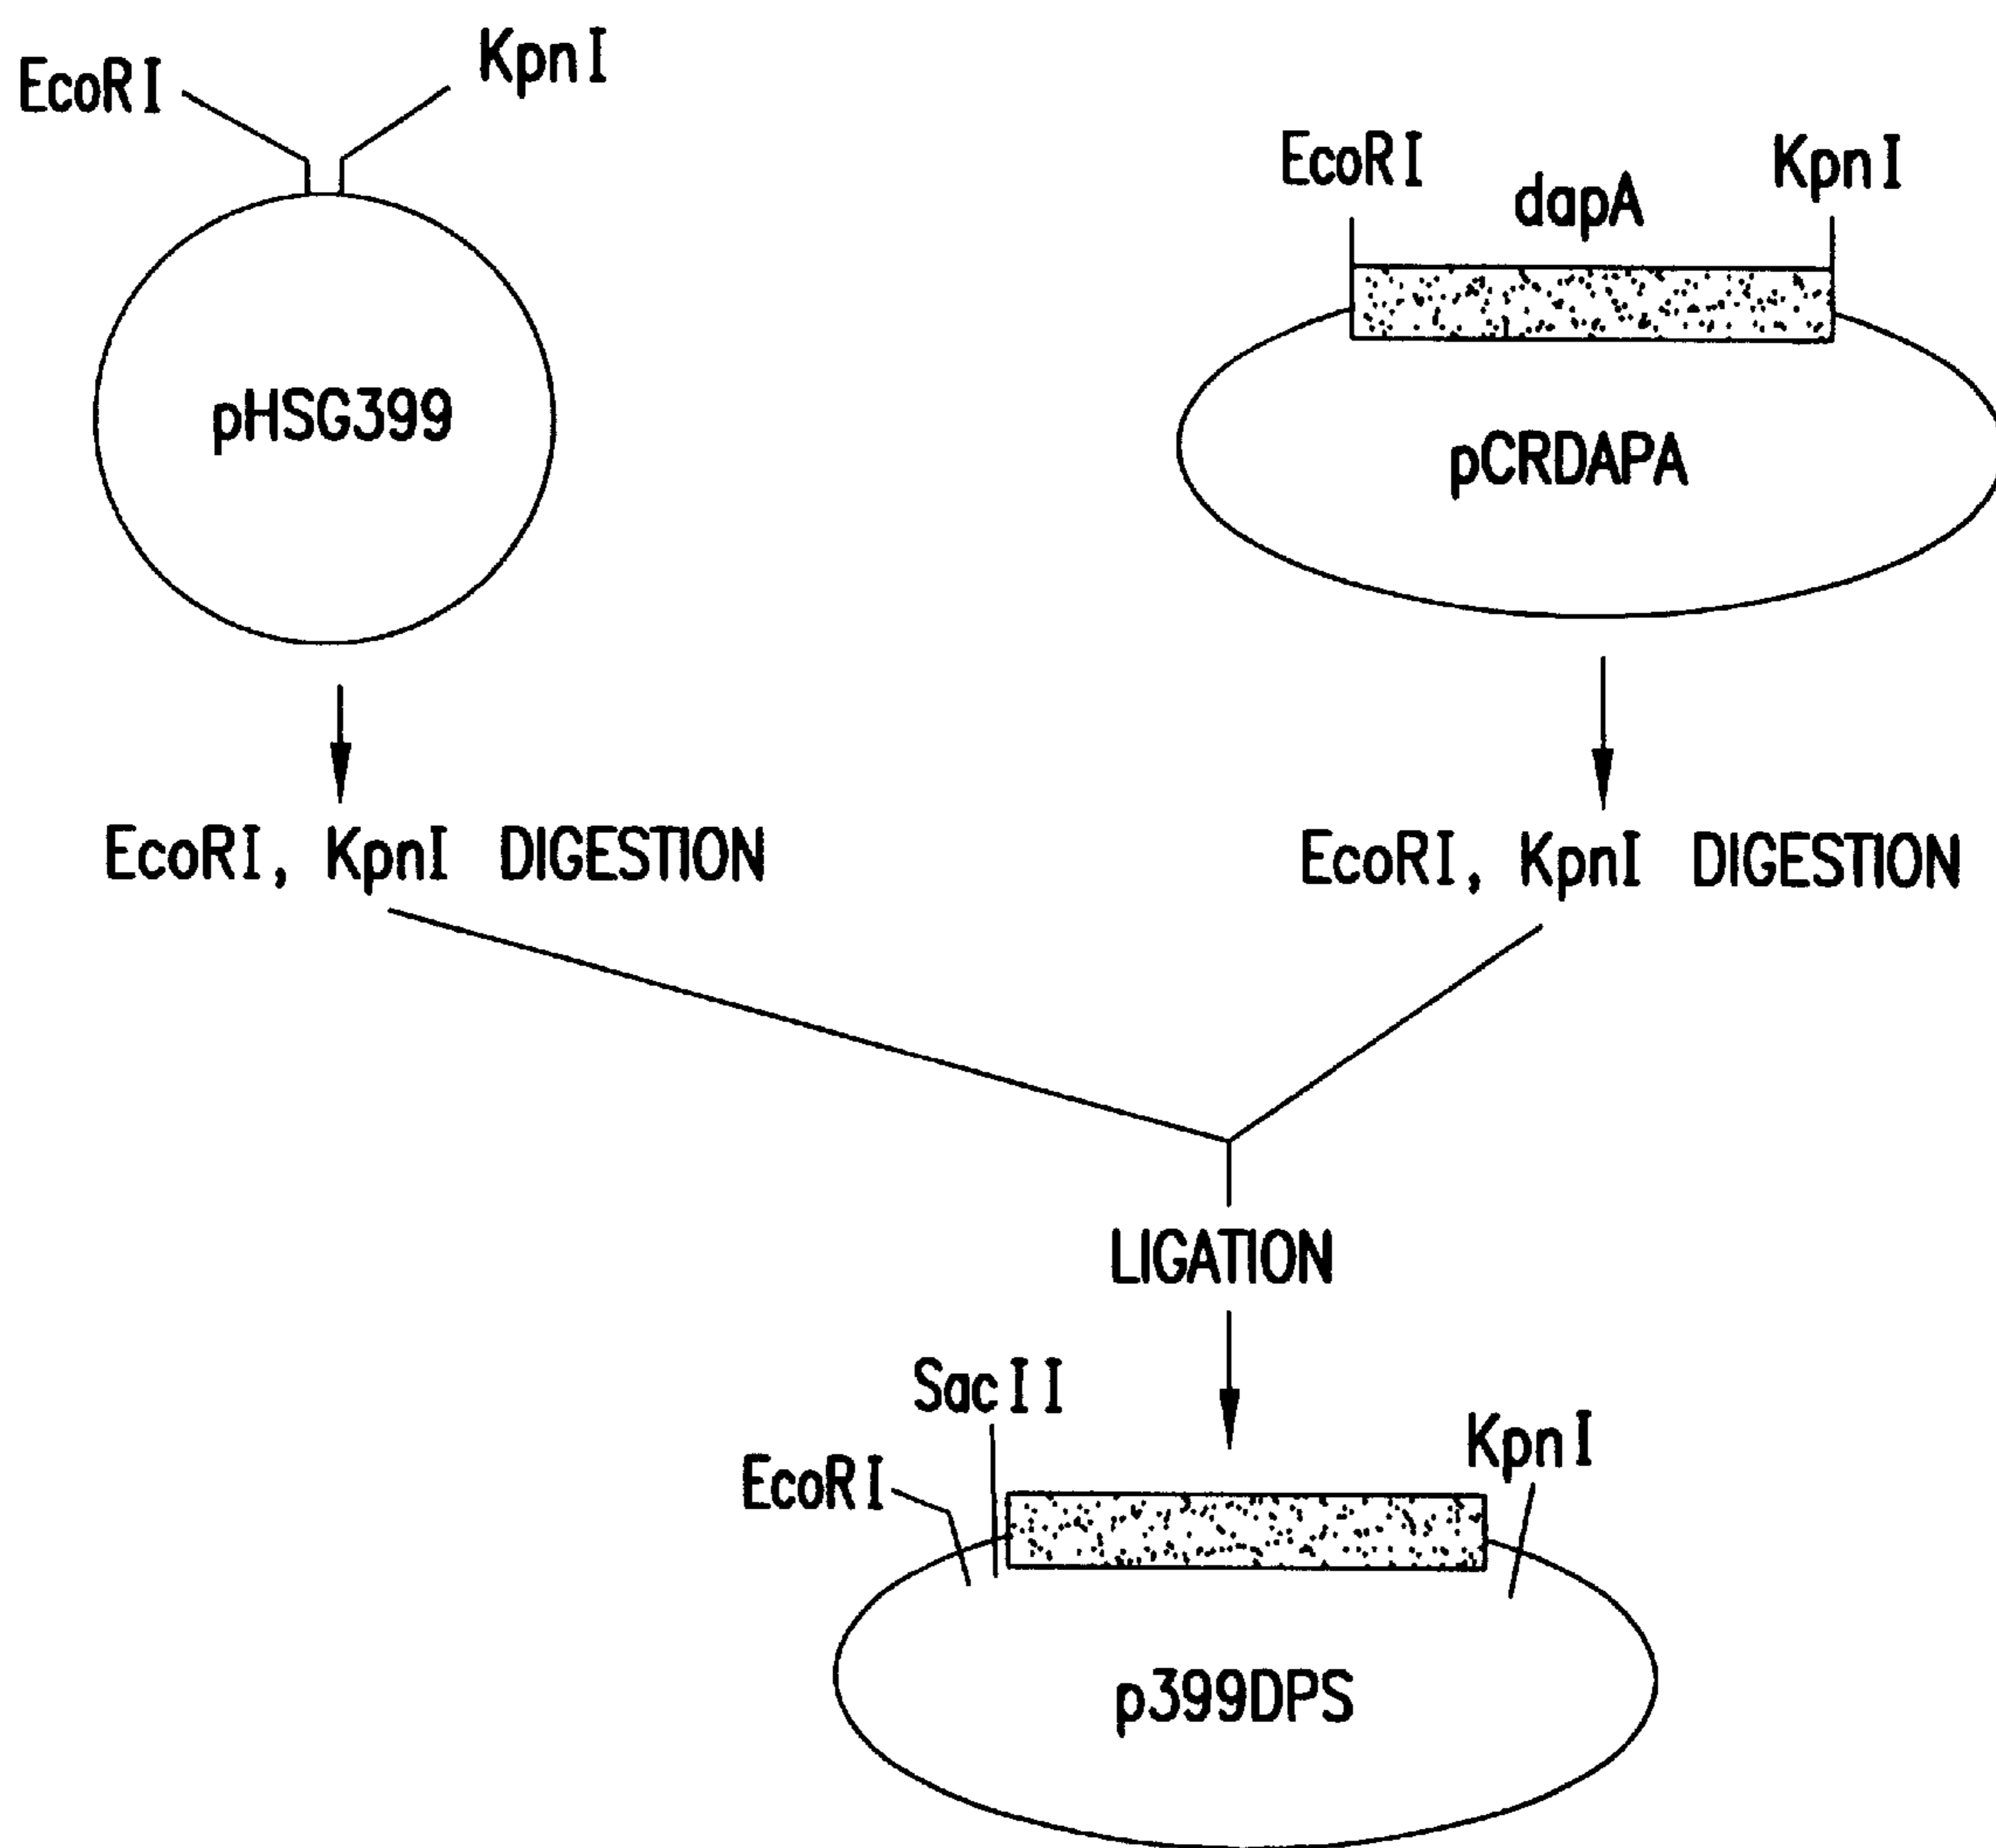 EcoRI
KpnI
EcoRI
dapA
KpnI
pHSG399
pCRDAPA
EcoRI, KpnI DIGESTION
EcoRI, KpnI DIGESTION
LIGATION
SacII
EcoRI
KpnI
p399DPS